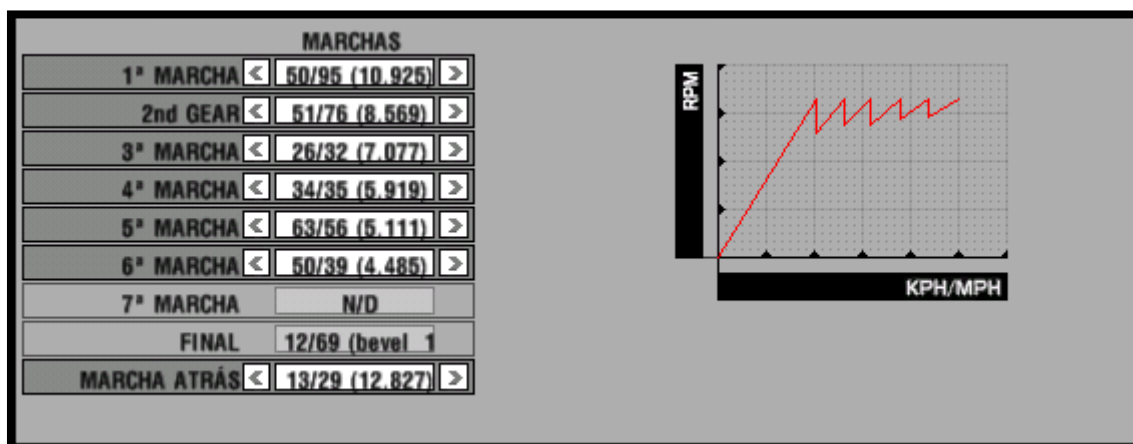 MARCHAS
1ª MARCHA 50/95 (10.925)
2nd GEAR 51/76 (8.569)
3ª MARCHA 26/32 (7.077)
4ª MARCHA 34/35 (5.919)
5ª MARCHA 63/56 (5.111)
6ª MARCHA 50/39 (4.485)
7ª MARCHA N/D
FINAL 12/69 (bevel 1
MARCHA ATRÁS 13/29 (12.827)
RPM
KPH/MPH